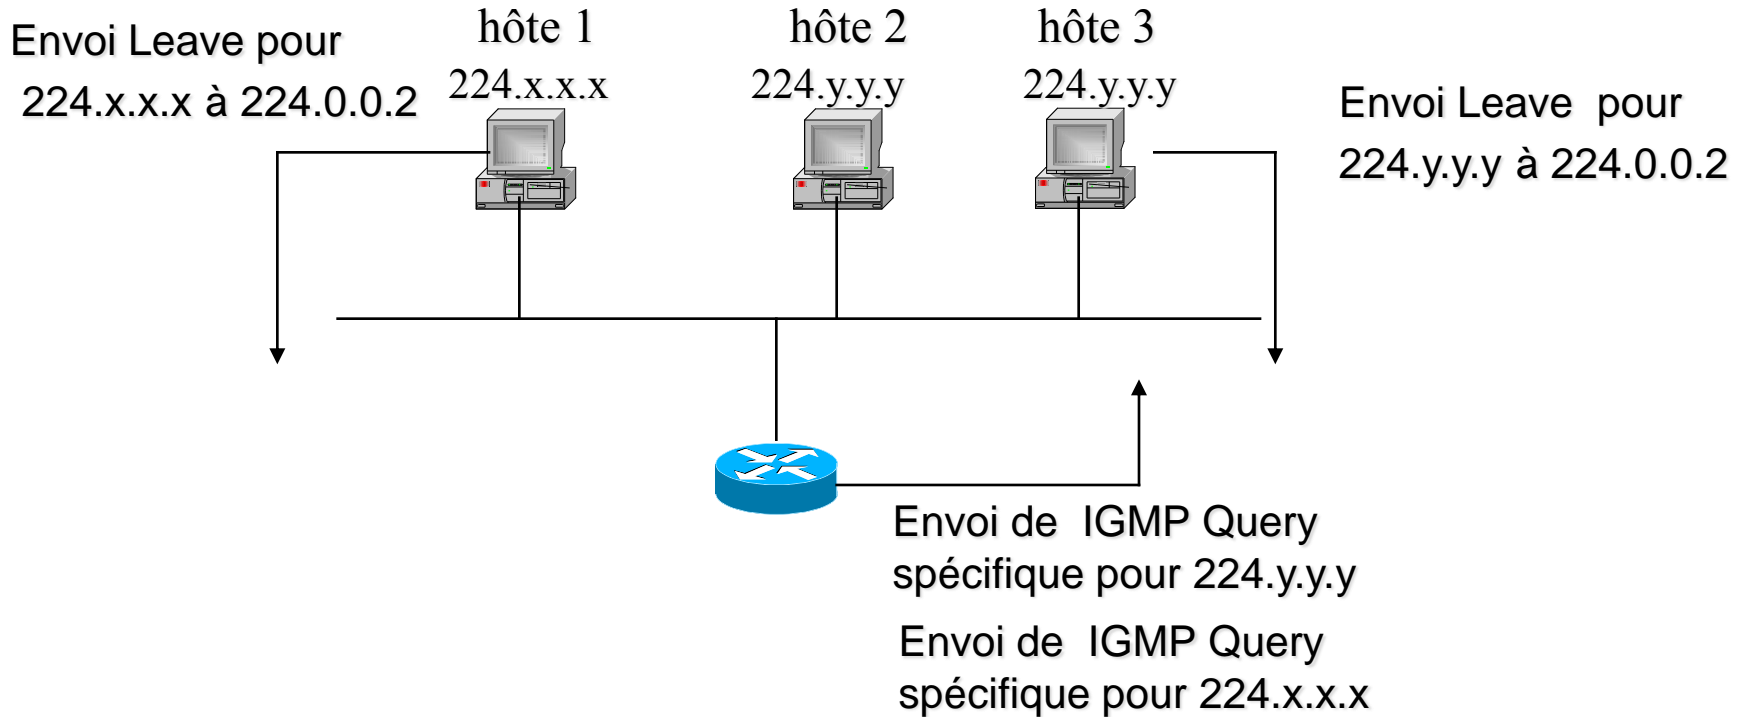 Envoi Leave pour
224.x.x.x à 224.0.0.2
hôte 1
224.x.x.x
hôte 2
224.y.y.y
hôte 3
224.y.y.y
Envoi Leave pour
224.y.y.y à 224.0.0.2
Envoi de IGMP Query
spécifique pour 224.y.y.y
Envoi de IGMP Query
spécifique pour 224.x.x.x